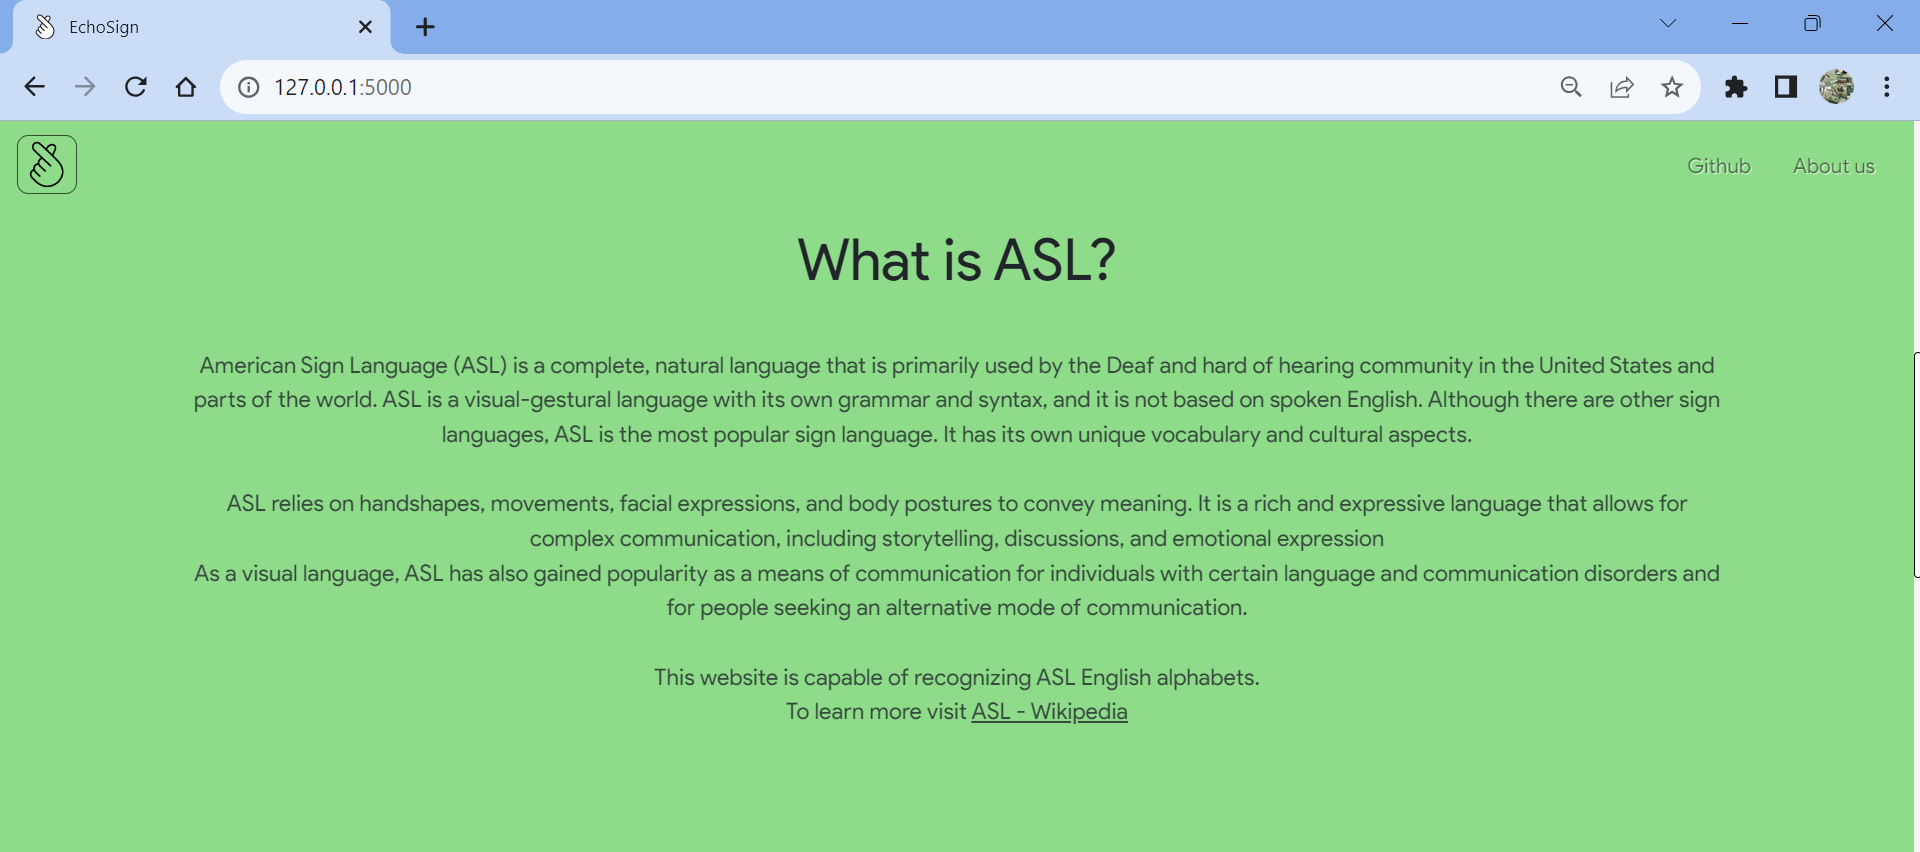 EchoSign
127.0.0.1:5000
Github About us
What is ASL?
American Sign Language (ASL) is a complete, natural language that is primarily used by the Deaf and hard of hearing community in the United States and
parts of the world. ASL is a visual-gestural language with its own grammar and syntax, and it is not based on spoken English. Although there are other sign
languages, ASL is the most popular sign language. It has its own unique vocabulary and cultural aspects.
ASL relies on handshapes, movements, facial expressions, and body postures to convey meaning. It is a rich and expressive language that allows for
complex communication, including storytelling, discussions, and emotional expression
As a visual language, ASL has also gained popularity as a means of communication for individuals with certain language and communication disorders and
for people seeking an alternative mode of communication.
This website is capable of recognizing ASL English alphabets.
To learn more visit ASL - Wikipedia